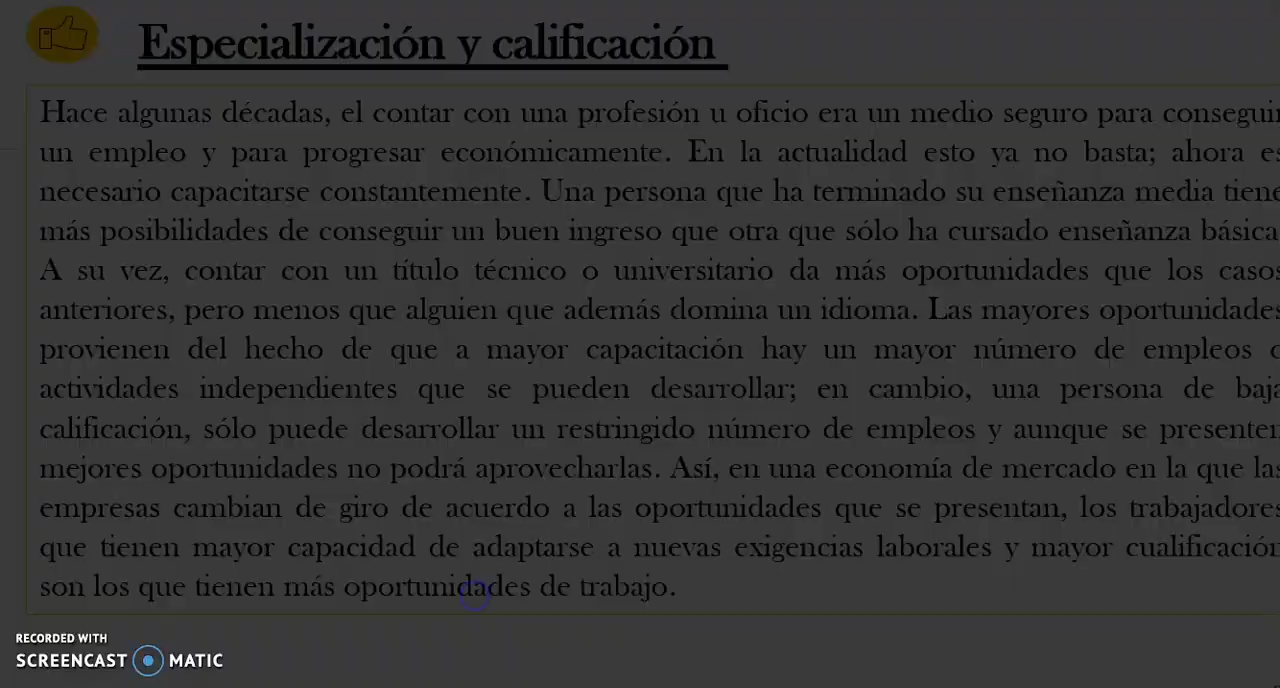 Especialización y calificación
Hace algunas décadas, el contar con una profesión u oficio era un medio seguro para conseguir
un empleo y para progresar económicamente. En la actualidad esto ya no basta; ahora es
necesario capacitarse constantemente. Una persona que ha terminado su enseñanza media tiene
más posibilidades de conseguir un buen ingreso que otra que sólo ha cursado enseñanza básica
A su vez, contar con un título técnico o universitario da más oportunidades que los casos
anteriores, pero menos que alguien que además domina un idioma. Las mayores oportunidades
provienen del hecho de que a mayor capacitación hay un mayor número de empleos o
actividades independientes que se pueden desarrollar; en cambio, una persona de baja
calificación, sólo puede desarrollar un restringido número de empleos y aunque se presenten
mejores oportunidades no podrá aprovecharlas. Así, en una economía de mercado en la que las
empresas cambian de giro de acuerdo a las oportunidades que se presentan, los trabajadores
que tienen mayor capacidad de adaptarse a nuevas exigencias laborales y mayor cualificación
son los que tienen más oportunidades de trabajo.
RECORDED WITH
SCREENCAST MATIC